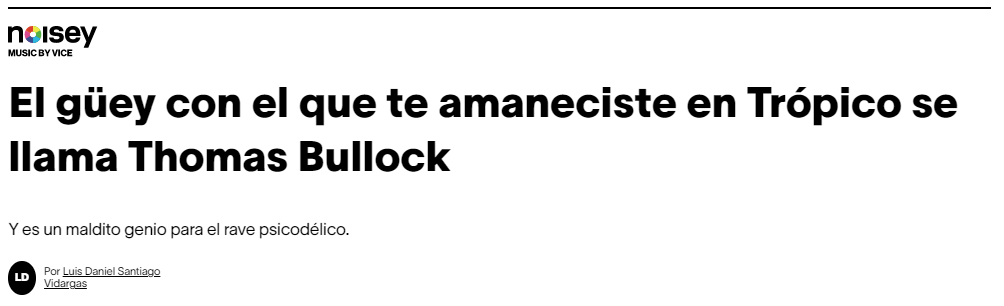 noisey
MUSIC BY VICE
El güey con el que te amaneciste en Trópico se
llama Thomas Bullock
Y es un maldito genio para el rave psicodélico.
LD
Por Luis Daniel Santiago
Vidargas